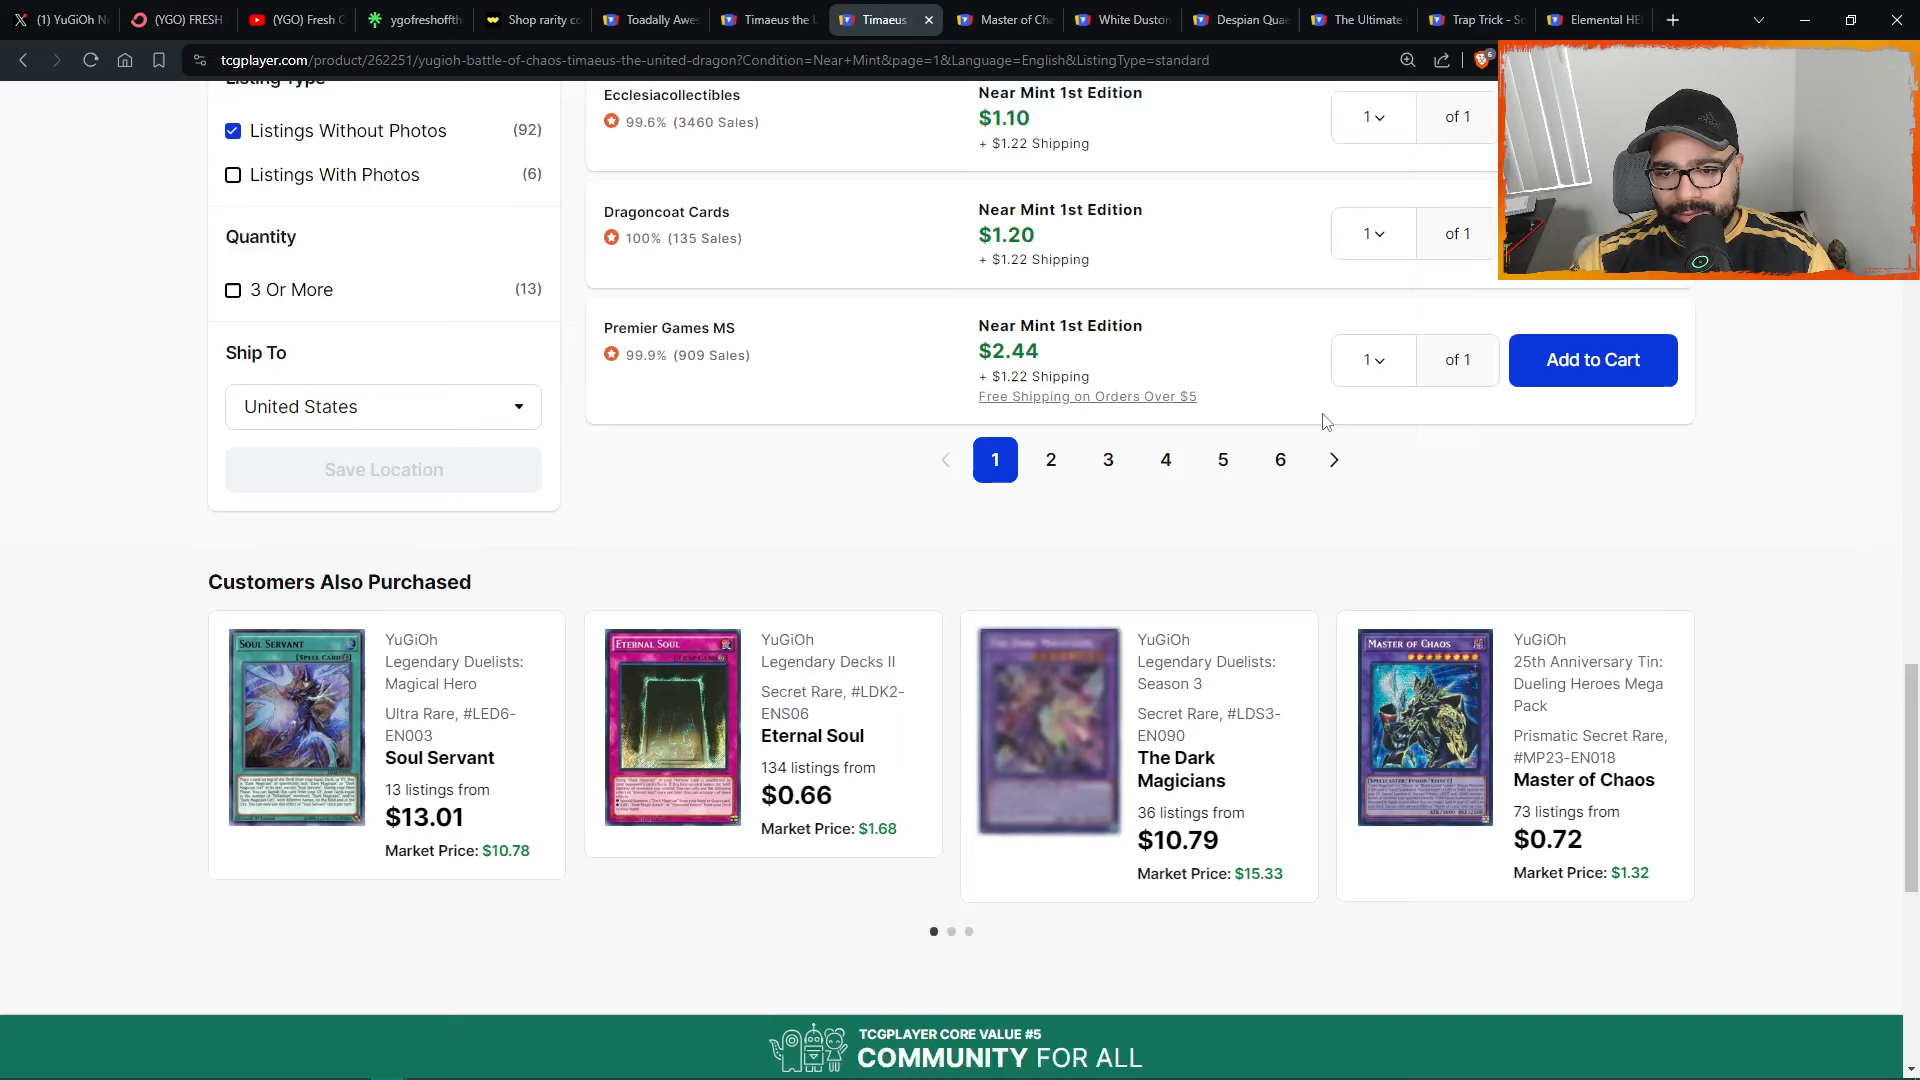 (1) YuGiOh N
(YGO) FRESH
(YGO) Fresh C
ygofreshoffth
Shop rarity co
Toadally Awe
Timaeus the U
Timaeus
Master of Cha
White Duston
Despian Quae
The Ultimate
Trap Trick - Se
Elemental HE
tcgplayer.com/product/262251/yugioh-battle-of-chaos-timaeus-the-united-dragon?Condition=Near+Mint&page=1&Language=English&ListingType=standard
Listing Type
Listings Without Photos (92)
Listings With Photos (6)
Quantity
3 Or More (13)
Ship To
United States
Save Location
Ecclesiacollectibles
99.6% (3460 Sales)
Near Mint 1st Edition
$1.10
+ $1.22 Shipping
1 of 1
Dragoncoat Cards
100% (135 Sales)
Near Mint 1st Edition
$1.20
+ $1.22 Shipping
1 of 1
Premier Games MS
99.9% (909 Sales)
Near Mint 1st Edition
$2.44
+ $1.22 Shipping
Free Shipping on Orders Over $5
1 of 1
Add to Cart
1 2 3 4 5 6
Customers Also Purchased
SOUL SERVANT
[SPELL CARD]
YuGiOh
Legendary Duelists:
Magical Hero
Ultra Rare, #LED6-
EN003
Soul Servant
13 listings from
$13.01
Market Price: $10.78
ETERNAL SOUL
YuGiOh
Legendary Decks II
Secret Rare, #LDK2-
ENS06
Eternal Soul
134 listings from
$0.66
Market Price: $1.68
YuGiOh
Legendary Duelists:
Season 3
Secret Rare, #LDS3-
EN090
The Dark
Magicians
36 listings from
$10.79
Market Price: $15.33
MASTER OF CHAOS
YuGiOh
25th Anniversary Tin:
Dueling Heroes Mega
Pack
Prismatic Secret Rare,
#MP23-EN018
Master of Chaos
73 listings from
$0.72
Market Price: $1.32
TCGPLAYER CORE VALUE #5
COMMUNITY FOR ALL